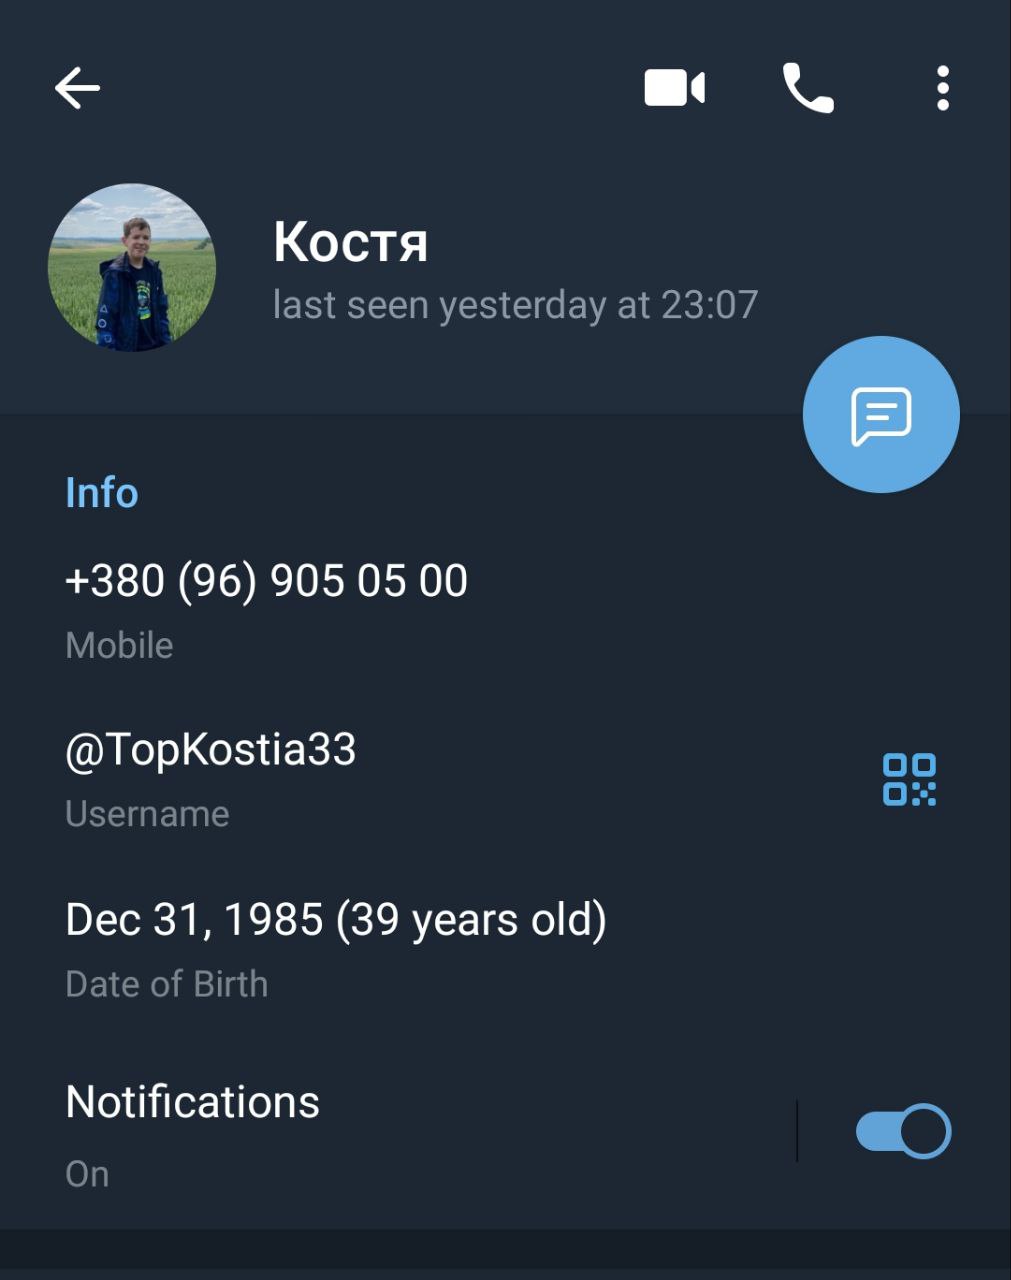 Костя
last seen yesterday at 23:07
Info
+380 (96) 905 05 00
Mobile
@TopKostia33
Username
Dec 31, 1985 (39 years old)
Date of Birth
Notifications
On